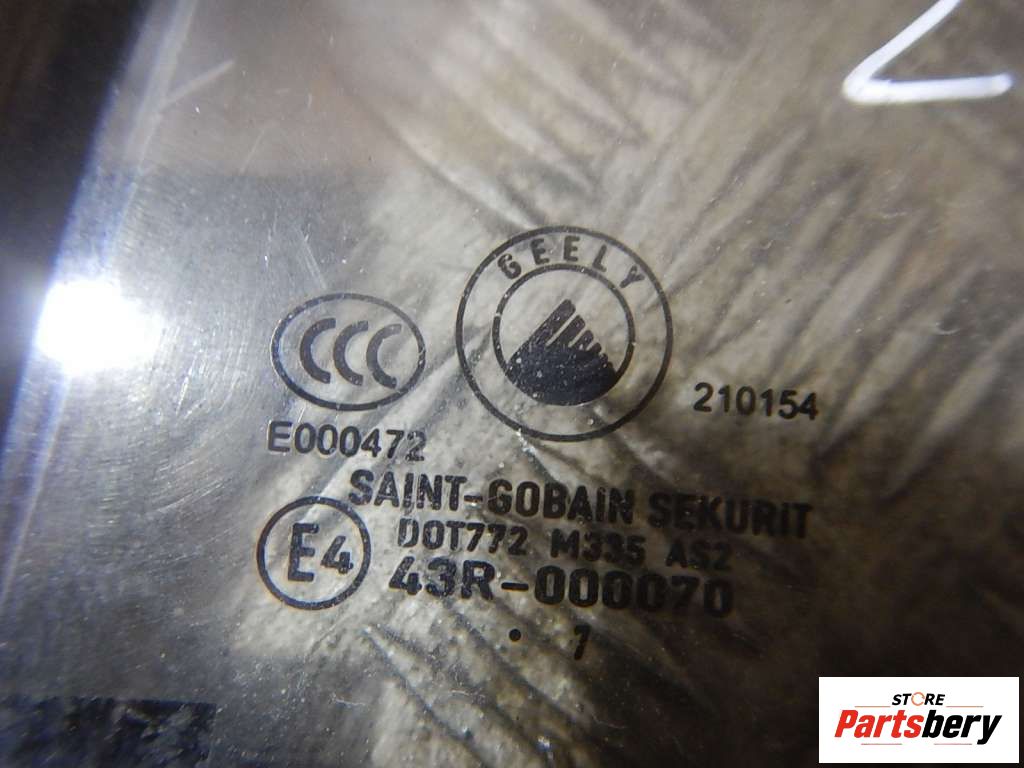 GEELY
CCC
210154
E000472
SAINT-GOBAIN SEKURIT
DOT772 M335 AS2
E4
43R-000070
. 7
STORE
Partsbery